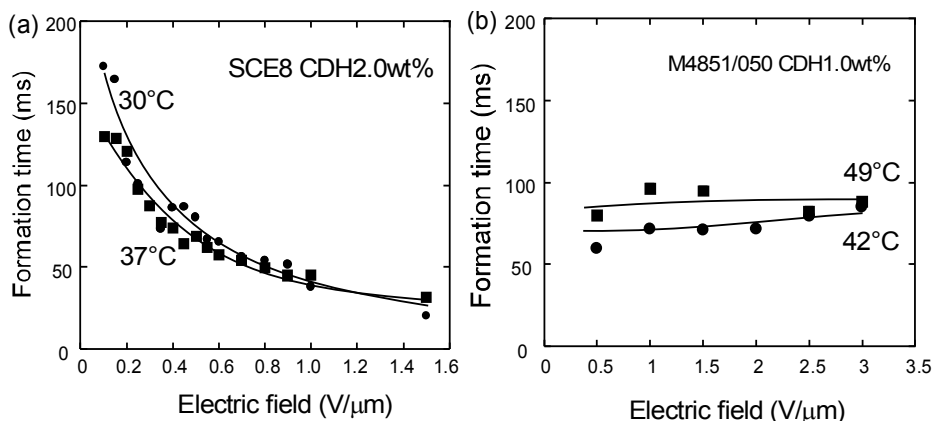 (a)
SCE8 CDH2.0wt%
30°C
37°C
Formation time (ms)
200
150
100
50
0
0 0.2 0.4 0.6 0.8 1.0 1.2 1.4 1.6
Electric field (V/μm)
(b)
M4851/050 CDH1.0wt%
49°C
42°C
Formation time (ms)
200
150
100
50
0
0 0.5 1 1.5 2 2.5 3 3.5
Electric field (V/μm)